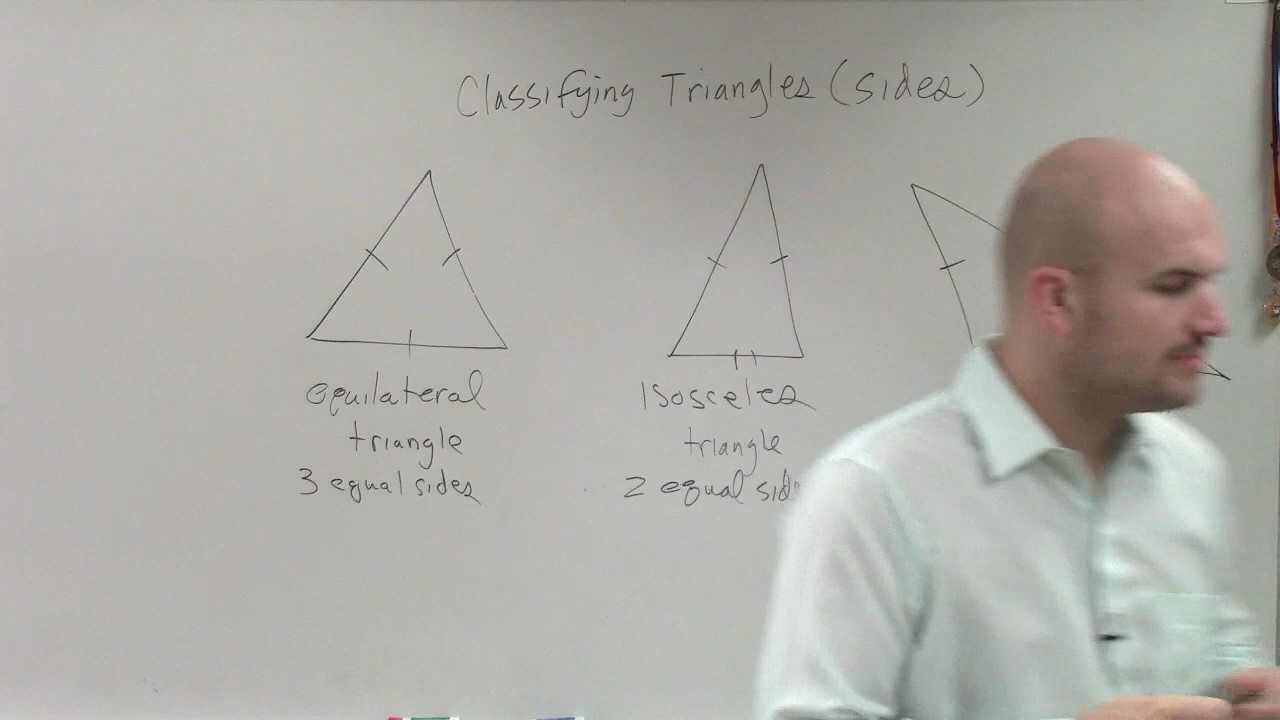 Classifying Triangles (sides)
equilateral
triangle
3 equal sides
Isosceles
triangle
2 equal